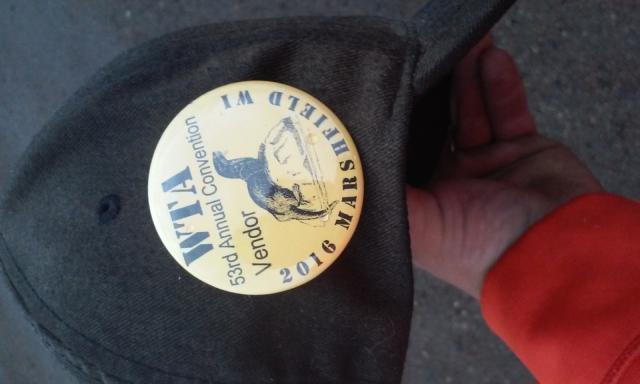 WTA
53rd Annual Convention
Vendor
2016 MARSHFIELD WI